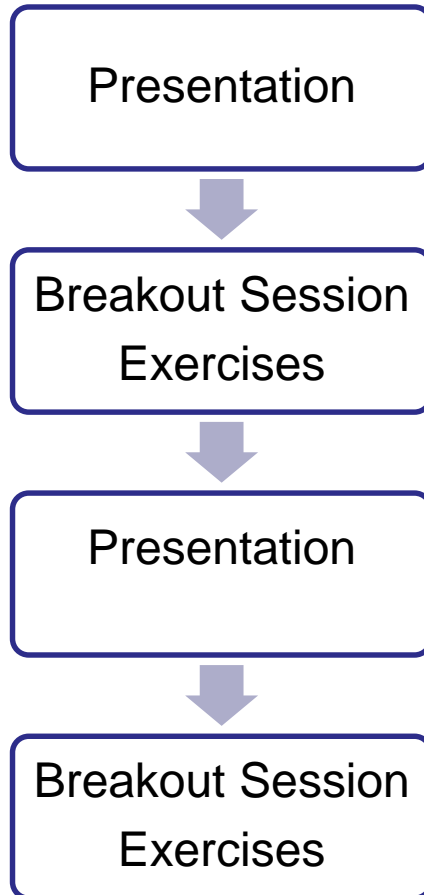 Presentation
Breakout Session
Exercises
Presentation
Breakout Session
Exercises